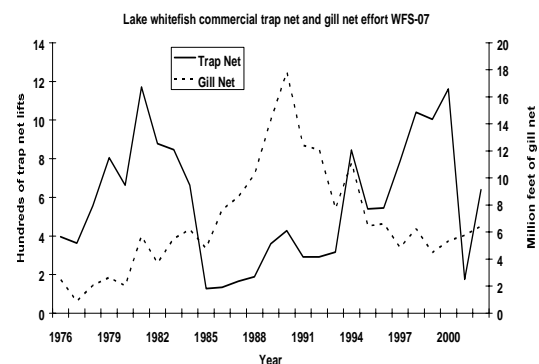 Lake whitefish commercial trap net and gill net effort WFS-07
Trap Net
Gill Net
Hundreds of trap net lifts
14
12
10
8
6
4
2
0
Million feet of gill net
20
18
16
14
12
10
8
6
4
2
0
1976 1979 1982 1985 1988 1991 1994 1997 2000
Year